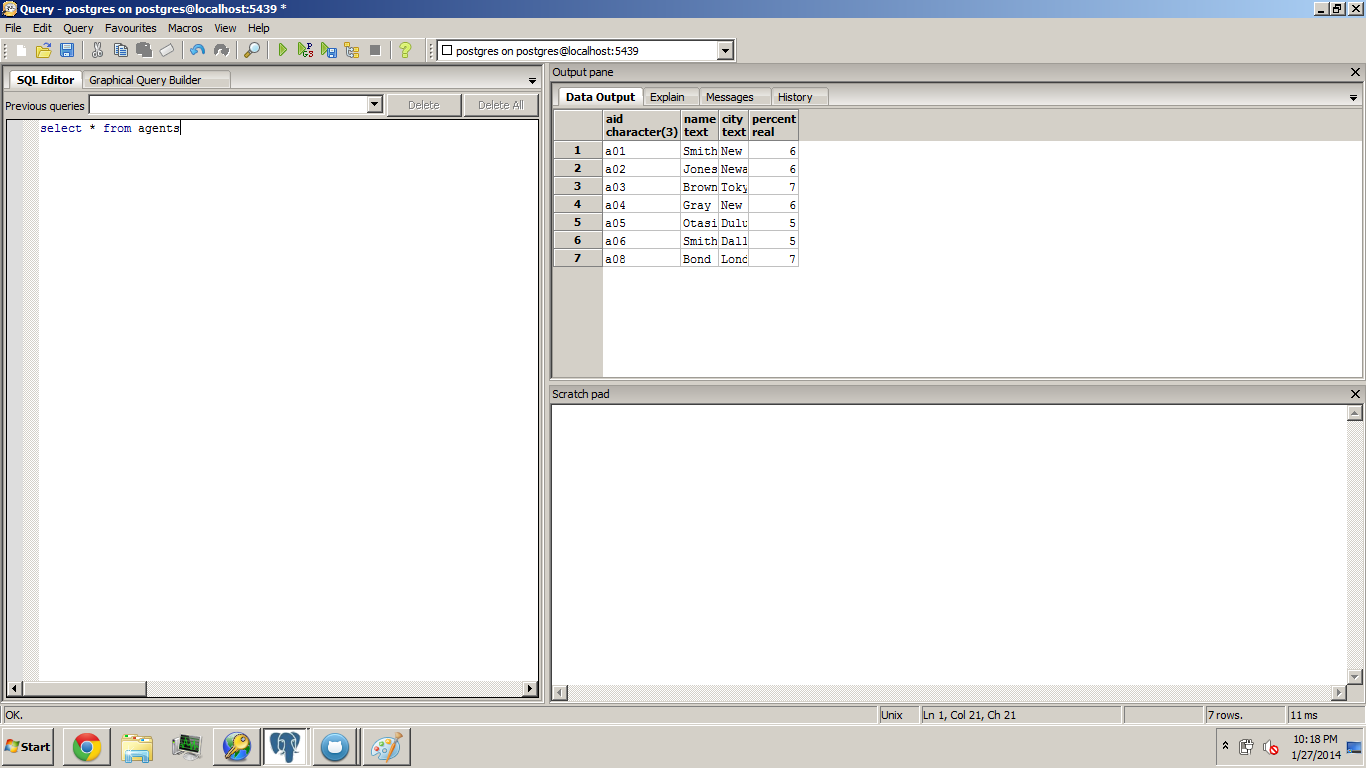 Query - postgres on postgres@localhost:5439 *
File Edit Query Favourites Macros View Help
postgres on postgres@localhost:5439
SQL Editor Graphical Query Builder
Previous queries Delete Delete All
select * from agents
Output pane
Data Output Explain Messages History
aid name city percent
character(3) text text real
1 a01 Smith New 6
2 a02 Jones Newa 6
3 a03 Brown Toky 7
4 a04 Gray New 6
5 a05 Otasi Dulu 5
6 a06 Smith Dall 5
7 a08 Bond Lond 7
Scratch pad
OK. Unix Ln 1, Col 21, Ch 21 7 rows. 11 ms
Start 10:18 PM
1/27/2014